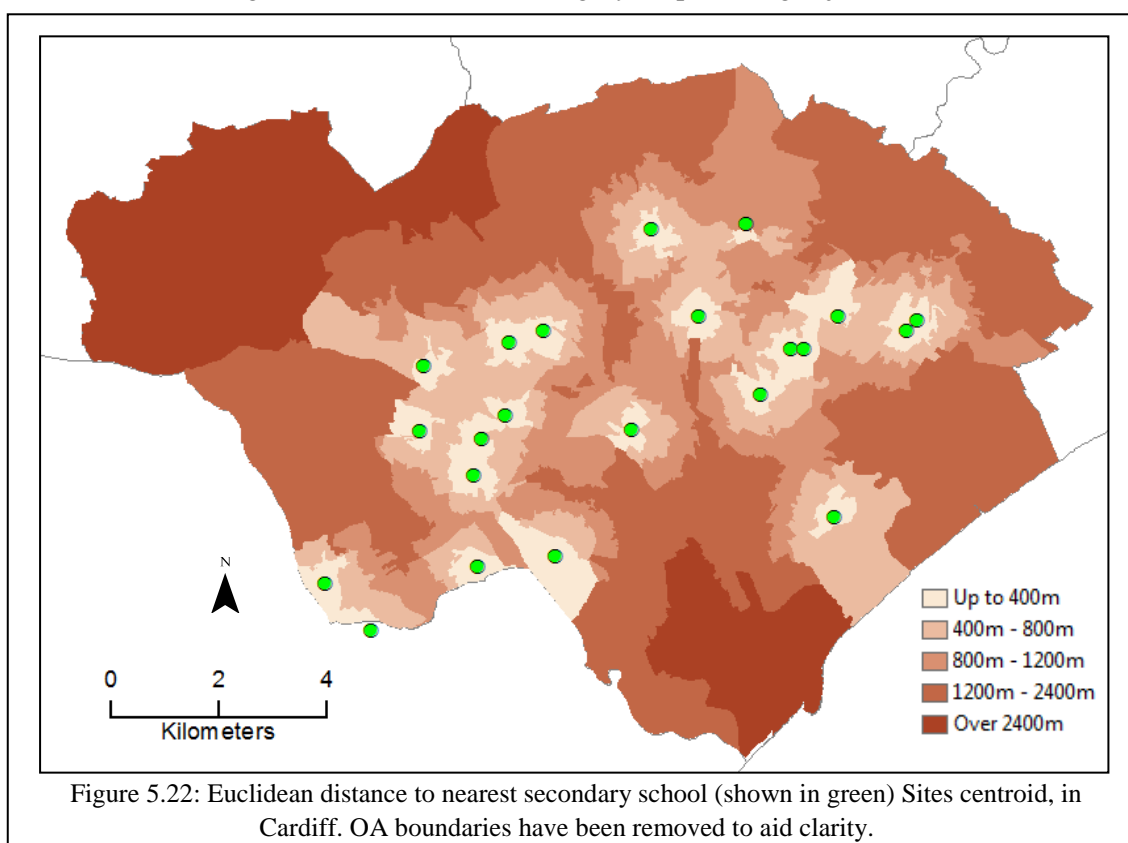 N
Up to 400m
400m - 800m
800m - 1200m
1200m - 2400m
Over 2400m
0 2 4
Kilometers
Figure 5.22: Euclidean distance to nearest secondary school (shown in green) Sites centroid, in
Cardiff. OA boundaries have been removed to aid clarity.